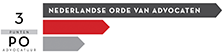 3
PUNTEN
PO
ADVOCATUUR
NEDERLANDSE ORDE VAN ADVOCATEN